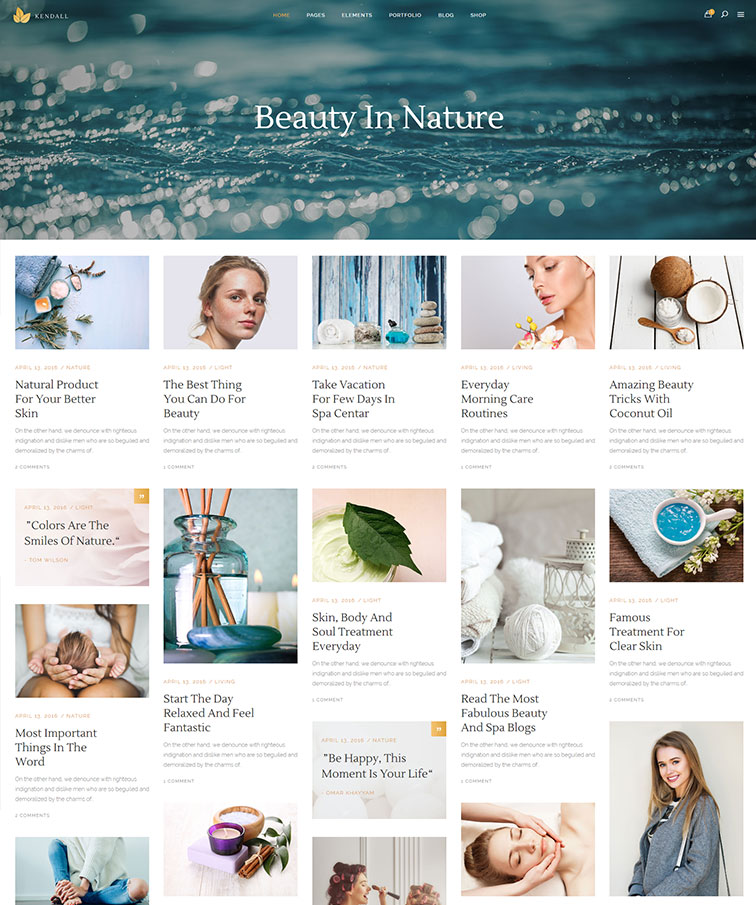 KENDALL
HOME PAGES ELEMENTS PORTFOLIO BLOG SHOP
Beauty In Nature
APRIL 13, 2016 / NATURE
Natural Product
For Your Better
Skin
On the other hand, we denounce with righteous
indignation and dislike men who are so beguiled and
demoralized by the charms of.
2 COMMENTS
APRIL 13, 2016 / LIGHT
The Best Thing
You Can Do For
Beauty
On the other hand, we denounce with righteous
indignation and dislike men who are so beguiled and
demoralized by the charms of.
1 COMMENT
APRIL 13, 2016 / NATURE
Take Vacation
For Few Days In
Spa Centar
On the other hand, we denounce with righteous
indignation and dislike men who are so beguiled and
demoralized by the charms of.
2 COMMENTS
APRIL 13, 2016 / LIVING
Everyday
Morning Care
Routines
On the other hand, we denounce with righteous
indignation and dislike men who are so beguiled and
demoralized by the charms of.
1 COMMENT
APRIL 13, 2016 / LIVING
Amazing Beauty
Tricks With
Coconut Oil
On the other hand, we denounce with righteous
indignation and dislike men who are so beguiled and
demoralized by the charms of.
2 COMMENTS
APRIL 13, 2016 / LIGHT
"Colors Are The
Smiles Of Nature."
- TOM WILSON
APRIL 13, 2016 / NATURE
Most Important
Things In The
Word
On the other hand, we denounce with righteous
indignation and dislike men who are so beguiled and
demoralized by the charms of.
2 COMMENTS
APRIL 13, 2016 / LIVING
Start The Day
Relaxed And Feel
Fantastic
On the other hand, we denounce with righteous
indignation and dislike men who are so beguiled and
demoralized by the charms of.
1 COMMENT
APRIL 13, 2016 / LIGHT
Skin, Body And
Soul Treatment
Everyday
On the other hand, we denounce with righteous
indignation and dislike men who are so beguiled and
demoralized by the charms of.
1 COMMENT
APRIL 13, 2016 / NATURE
"Be Happy, This
Moment Is Your Life"
- OMAR KHAYYAM
APRIL 13, 2016 / LIGHT
Read The Most
Fabulous Beauty
And Spa Blogs
On the other hand, we denounce with righteous
indignation and dislike men who are so beguiled and
demoralized by the charms of.
1 COMMENT
APRIL 13, 2016 / LIGHT
Famous
Treatment For
Clear Skin
On the other hand, we denounce with righteous
indignation and dislike men who are so beguiled and
demoralized by the charms of.
2 COMMENTS